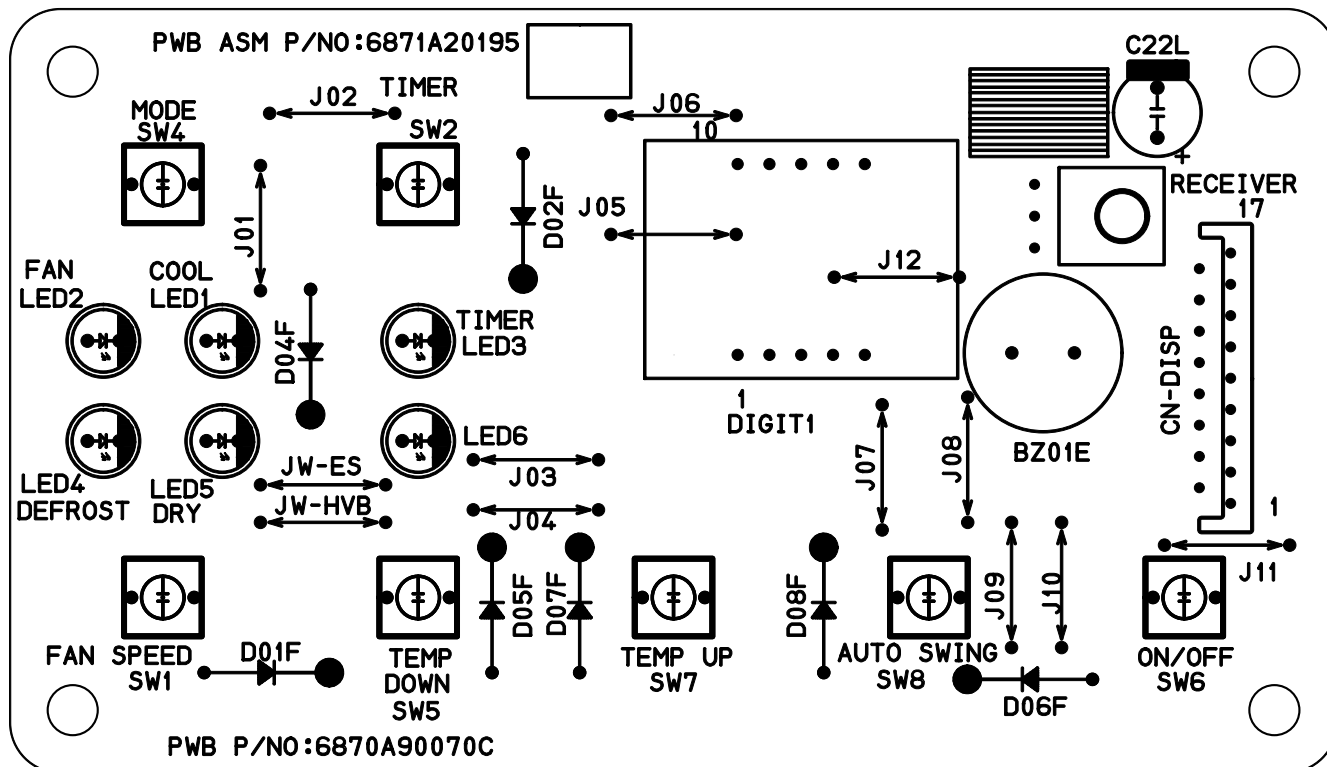 PWB ASM P/NO:6871A20195
C22L
TIMER
J02
J06
MODE
SW4
SW2
10
+
RECEIVER
17
J01
D02F
J05
J12
FAN
LED2
COOL
LED1
TIMER
LED3
D04F
CN-DISP
1
DIGIT1
LED6
J07
J08
BZ01E
JW-ES
J03
LED4
DEFROST
LED5
DRY
JW-HVB
J04
1
J11
D05F
D07F
D08F
J09
J10
FAN SPEED
SW1
D01F
TEMP
DOWN
SW5
TEMP UP
SW7
AUTO SWING
SW8
ON/OFF
SW6
D06F
PWB P/NO:6870A90070C